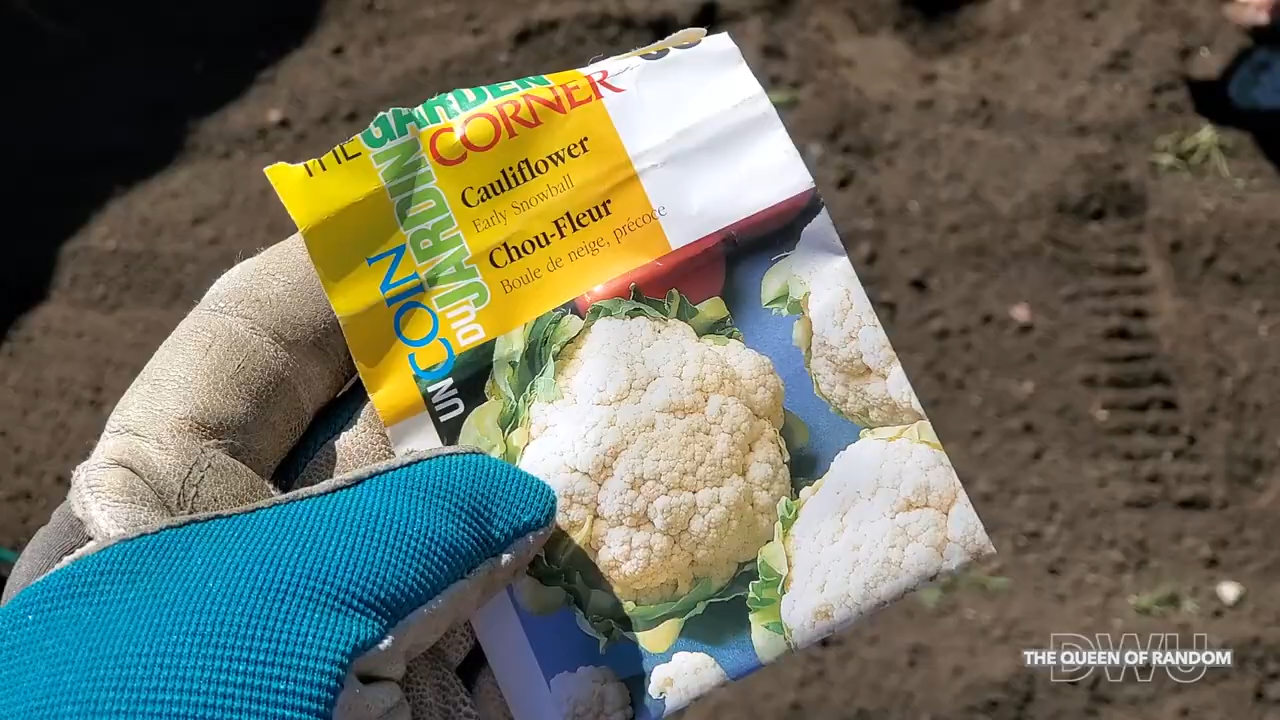 THE GARDEN
CORNER
UN COIN
DU JARDIN
Cauliflower
Early Snowball
Chou-Fleur
Boule de neige, précoce
DWU
THE QUEEN OF RANDOM